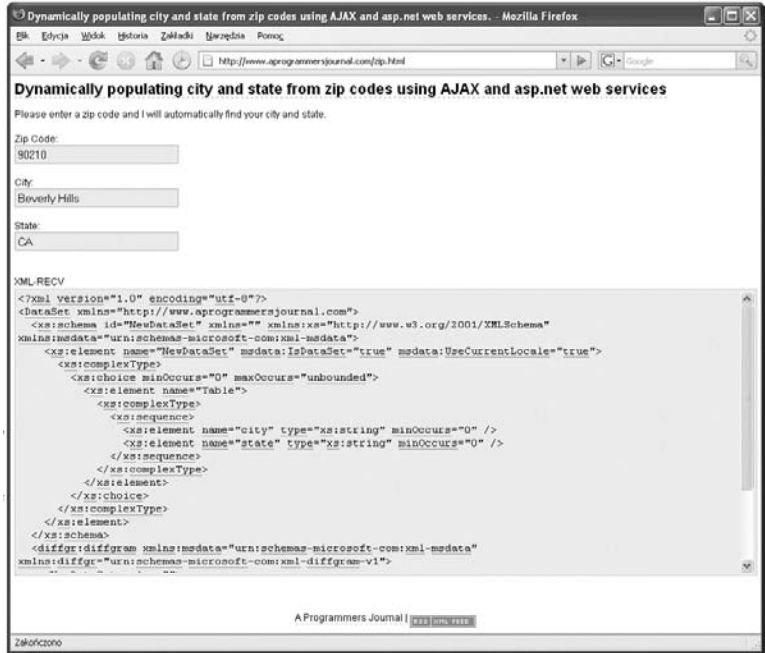 Dynamically populating city and state from zip codes using AJAX and asp.net web services. - Mozilla Firefox
Plik Edycja Widok Historia Zakładki Narzędzia Pomoc
http://www.aprogrammersjournal.com/zip.html
Google
Dynamically populating city and state from zip codes using AJAX and asp.net web services
Please enter a zip code and I will automatically find your city and state.
Zip Code:
90210
City:
Beverly Hills
State:
CA
XML-RECV
<?xml version="1.0" encoding="utf-8"?>
<DataSet xmlns="http://www.aprogrammersjournal.com">
<xs:schema id="NewDataSet" xmlns="" xmlns:xs="http://www.w3.org/2001/XMLSchema"
xmlns:msdata="urn:schemas-microsoft-com:xml-msdata">
<xs:element name="NewDataSet" msdata:IsDataSet="true" msdata:UseCurrentLocale="true">
<xs:complexType>
<xs:choice minOccurs="0" maxOccurs="unbounded">
<xs:element name="Table">
<xs:complexType>
<xs:sequence>
<xs:element name="city" type="xs:string" minOccurs="0" />
<xs:element name="state" type="xs:string" minOccurs="0" />
</xs:sequence>
</xs:complexType>
</xs:element>
</xs:choice>
</xs:complexType>
</xs:element>
</xs:schema>
<diffgr:diffgram xmlns:msdata="urn:schemas-microsoft-com:xml-msdata"
xmlns:diffgr="urn:schemas-microsoft-com:xml-diffgram-v1">
A Programmers Journal | RSS XML FEED
Zakończono